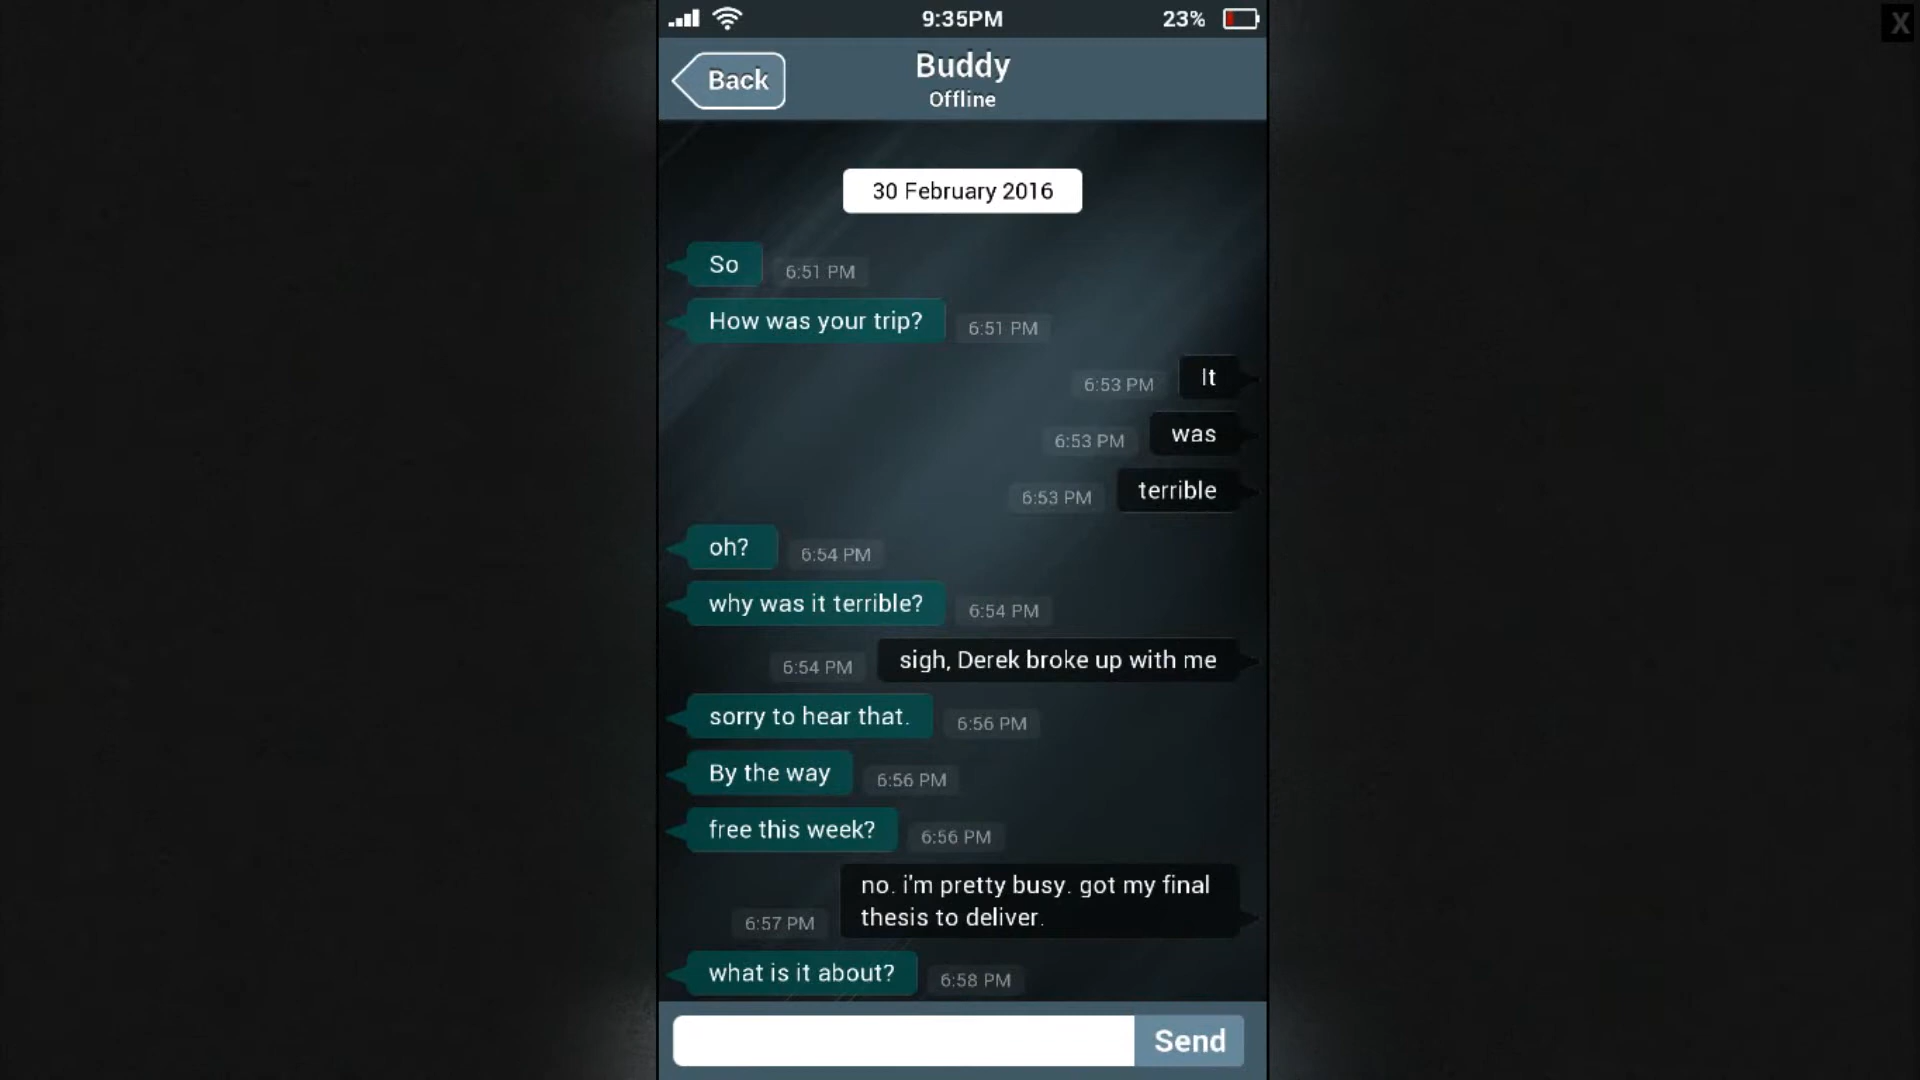 9:35PM
23%
X
Back
Buddy
Offline
30 February 2016
So
6:51 PM
How was your trip?
6:51 PM
6:53 PM
It
6:53 PM
was
6:53 PM
terrible
oh?
6:54 PM
why was it terrible?
6:54 PM
6:54 PM
sigh, Derek broke up with me
sorry to hear that.
6:56 PM
By the way
6:56 PM
free this week?
6:56 PM
no. i'm pretty busy. got my final
thesis to deliver.
6:57 PM
what is it about?
6:58 PM
Send